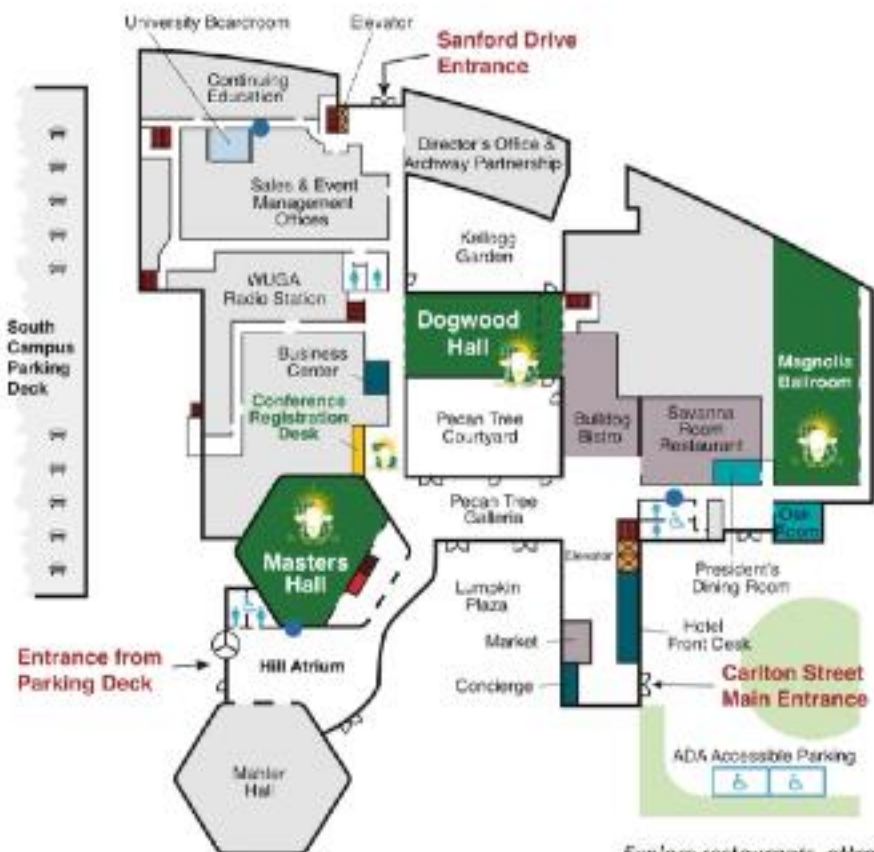 University Boardroom
Elevator
Sanford Drive
Entrance
Continuing
Education
Director's Office &
Archway Partnership
Sales & Event
Management
Offices
Kellogg
Garden
WUGA
Radio Station
South
Campus
Parking
Deck
Dogwood
Hall
Magnolia
Ballroom
Business
Center
Conference
Registration
Desk
Pecan Tree
Courtyard
Bulldog
Bistro
Savanna
Room
Restaurant
Pecan Tree
Galleria
Oak
Room
Masters
Hall
Elevator
President's
Dining Room
Lumpkin
Plaza
Market
Hotel
Front Desk
Entrance from
Parking Deck
Hill Atrium
Concierge
Carlton Street
Main Entrance
Mahler
Hall
ADA Accessible Parking